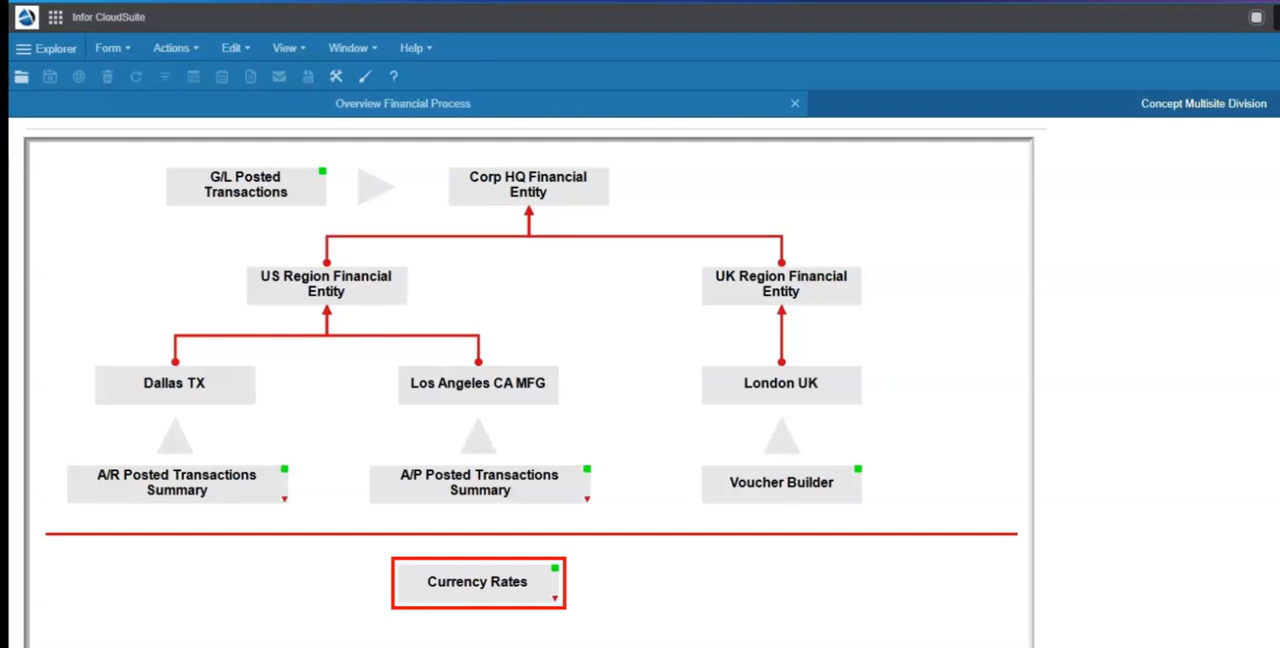 Infor CloudSuite
Explorer Form Actions Edit View Window Help
?
Overview Financial Process × Concept Multisite Division
G/L Posted
Transactions
Corp HQ Financial
Entity
US Region Financial
Entity
UK Region Financial
Entity
Dallas TX
Los Angeles CA MFG
London UK
A/R Posted Transactions
Summary
A/P Posted Transactions
Summary
Voucher Builder
Currency Rates